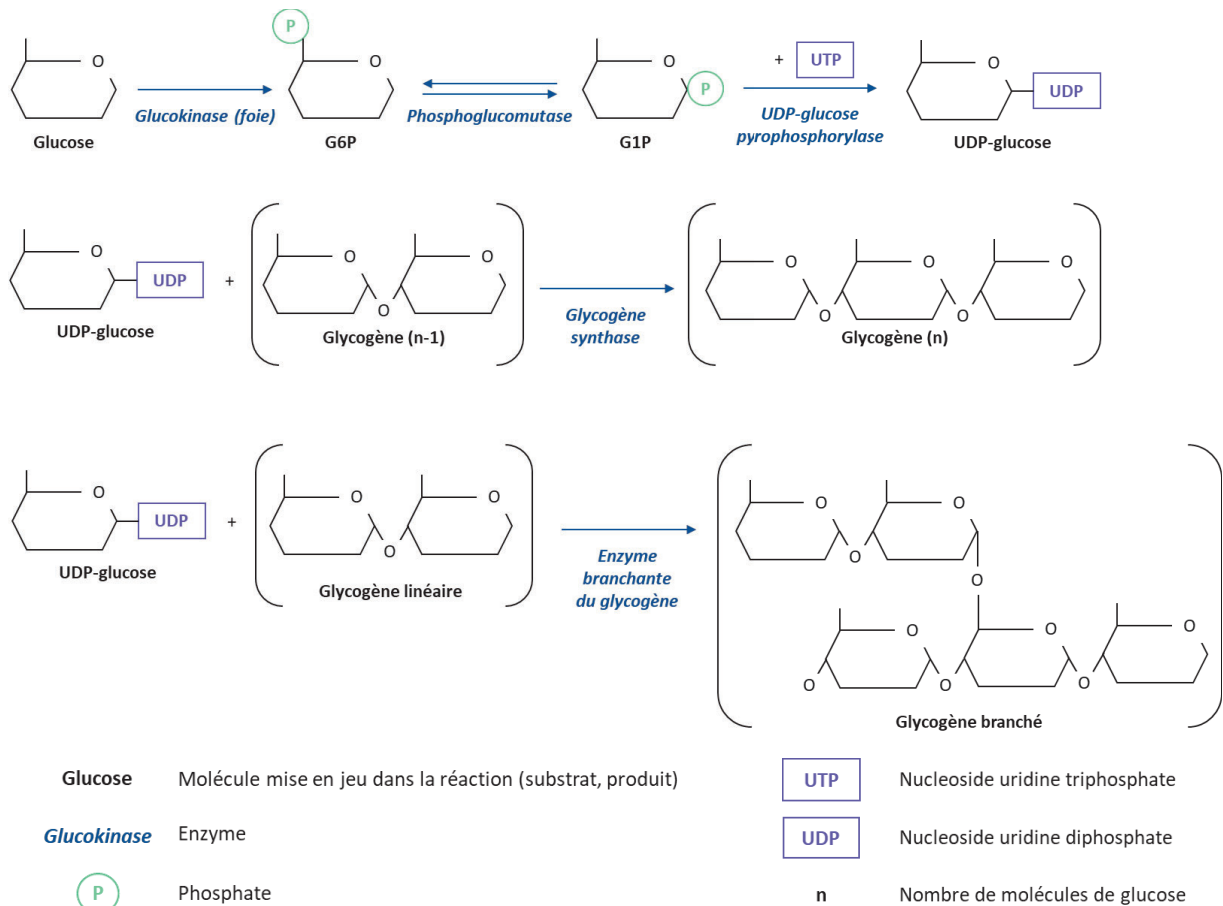 P
O
O
O
P
+ UTP
O
UDP
Glucokinase (foie)
Phosphoglucomutase
UDP-glucose
pyrophosphorylase
Glucose
G6P
G1P
UDP-glucose
O
UDP
+
O
O
O
O
O
O
O
O
Glycogène
synthase
UDP-glucose
Glycogène (n-1)
Glycogène (n)
O
UDP
+
O
O
O
O
O
O
O
Enzyme
branchante
du glycogène
UDP-glucose
Glycogène linéaire
O
O
O
O
O
O
Glycogène branché
Glucose Molécule mise en jeu dans la réaction (substrat, produit)
UTP Nucleoside uridine triphosphate
Glucokinase Enzyme
UDP Nucleoside uridine diphosphate
P Phosphate
n Nombre de molécules de glucose